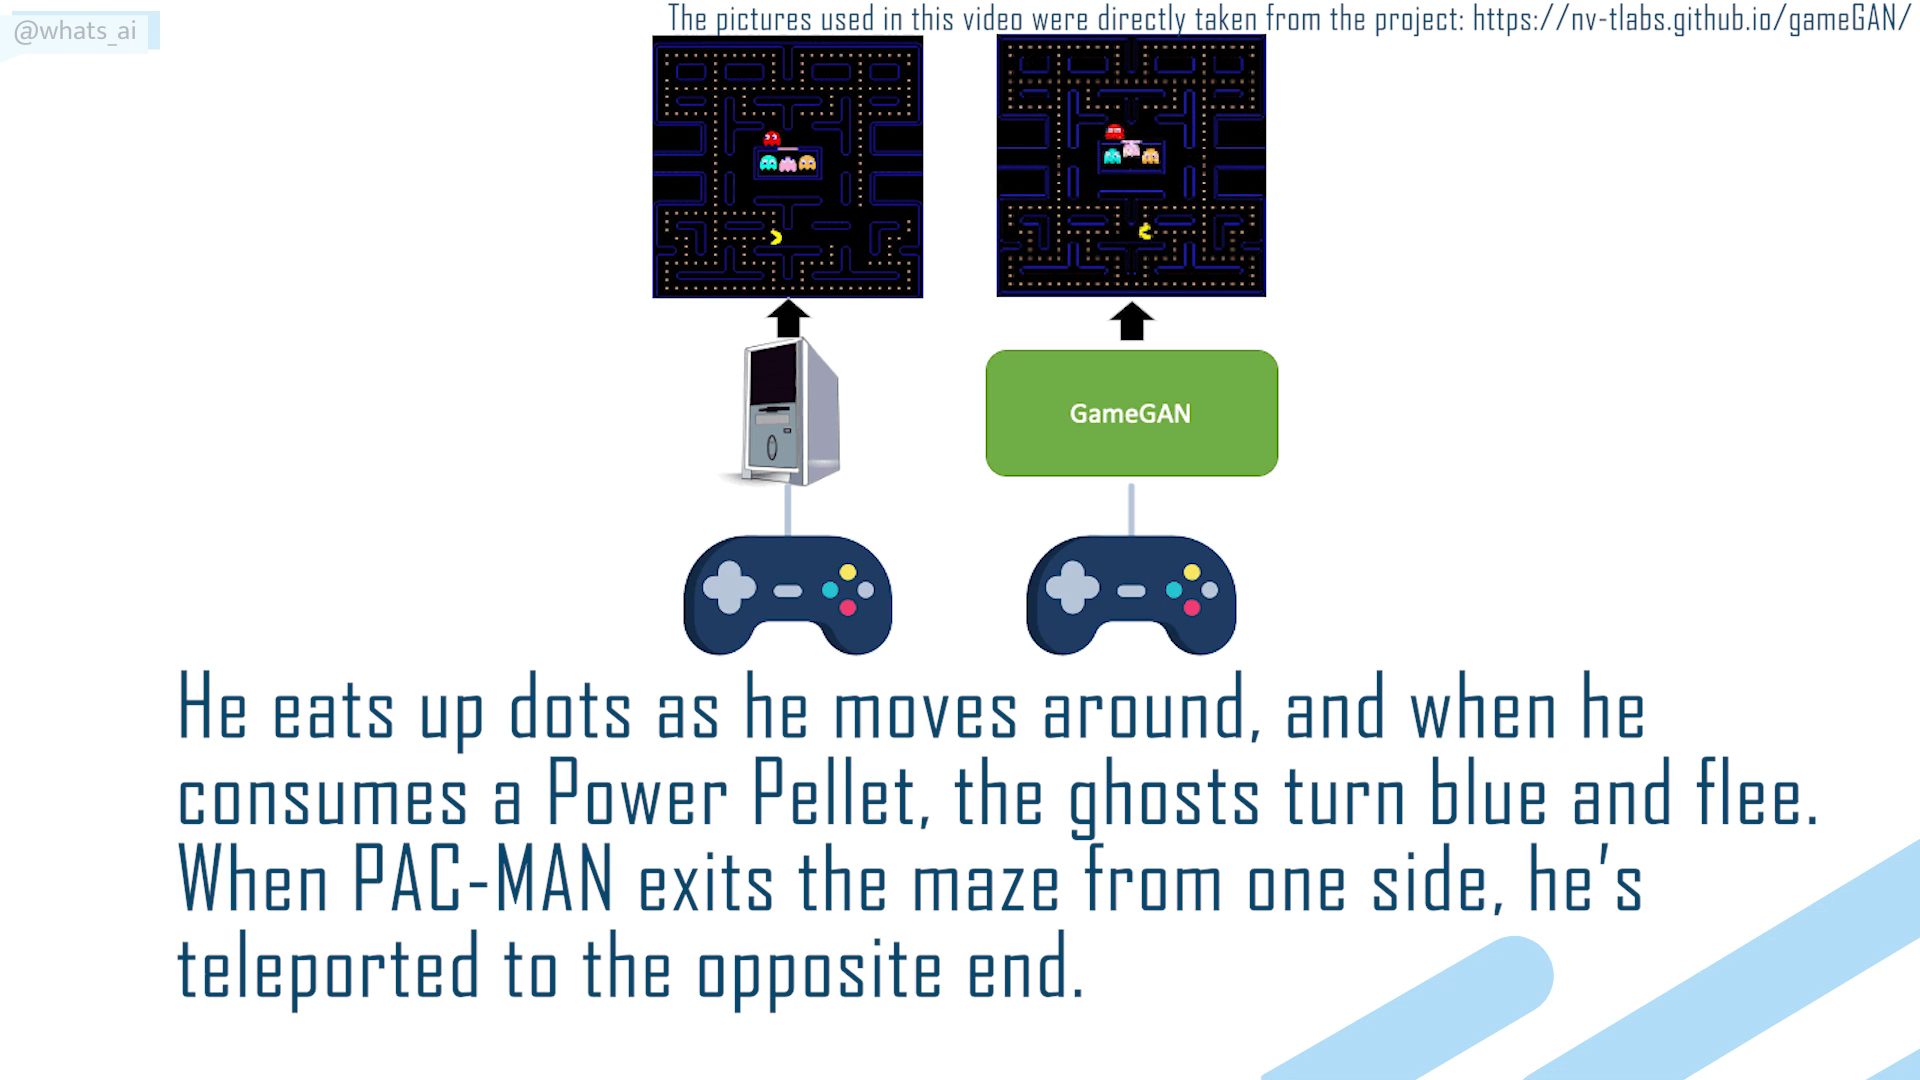 @whats_ai
The pictures used in this video were directly taken from the project: https://nv-tlabs.github.io/gameGAN/
GameGAN
He eats up dots as he moves around, and when he
consumes a Power Pellet, the ghosts turn blue and flee.
When PAC-MAN exits the maze from one side, he's
teleported to the opposite end.